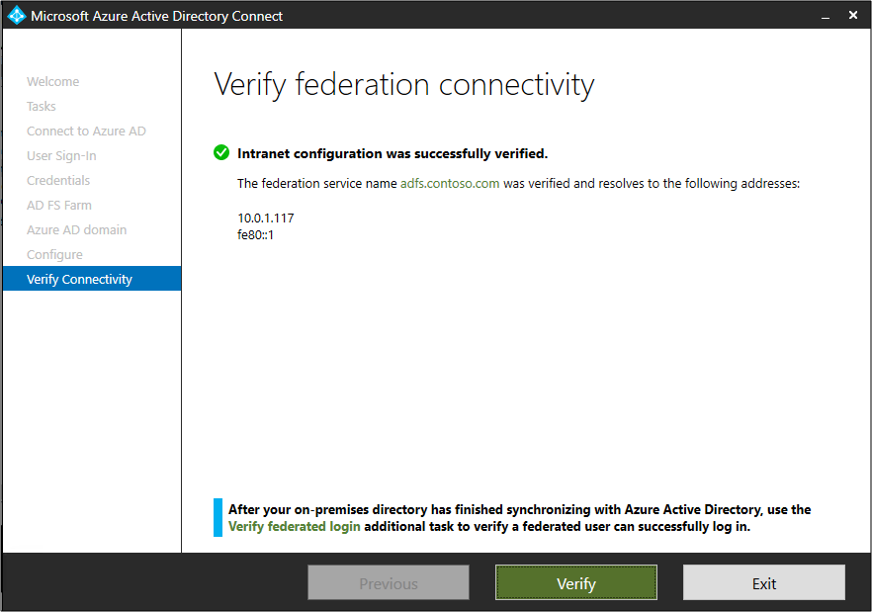 Microsoft Azure Active Directory Connect
Welcome
Tasks
Connect to Azure AD
User Sign-In
Credentials
AD FS Farm
Azure AD domain
Configure
Verify Connectivity
Verify federation connectivity
Intranet configuration was successfully verified.
The federation service name adfs.contoso.com was verified and resolves to the following addresses:
10.0.1.117
fe80::1
After your on-premises directory has finished synchronizing with Azure Active Directory, use the
Verify federated login additional task to verify a federated user can successfully log in.
Previous
Verify
Exit